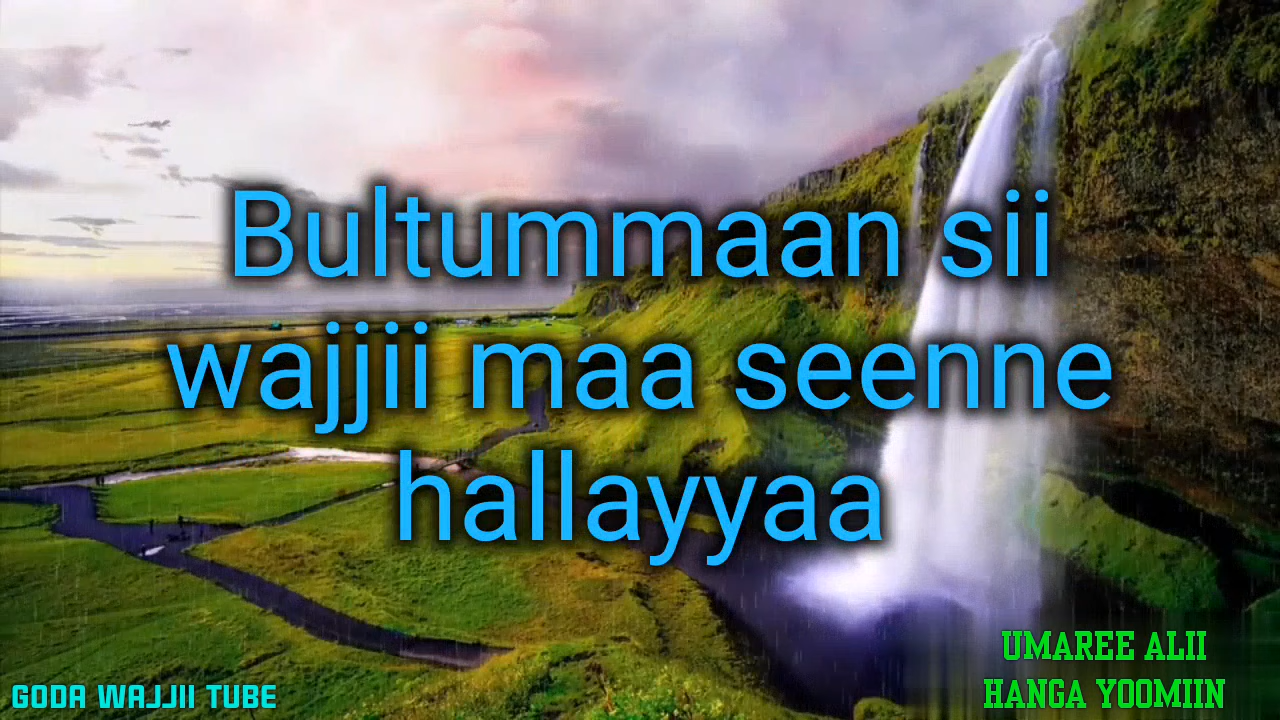 Bultummaan sii
wajjii maa seenne
hallayyaa
UMAREE ALII
HANGA YOOMIIN
GODA WAJJII TUBE